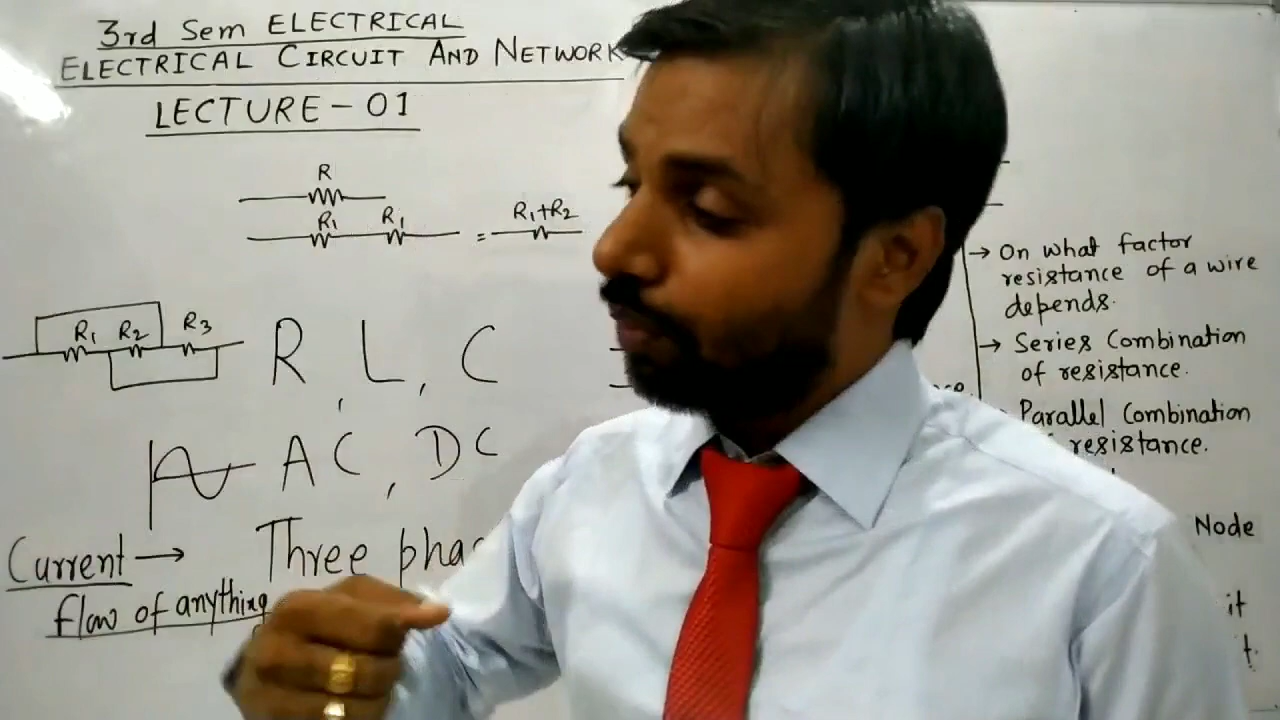 3rd Sem ELECTRICAL
ELECTRICAL CIRCUIT AND NETWORK
LECTURE - 01
R
R1 R1 = R1+R2
R1 R2 R3
R, L, C
AC, DC
Current →
flow of anything
Three
→ On what factor
resistance of a wire
depends.
→ Series Combination
of resistance.
Parallel Combination
resistance.
Node
it